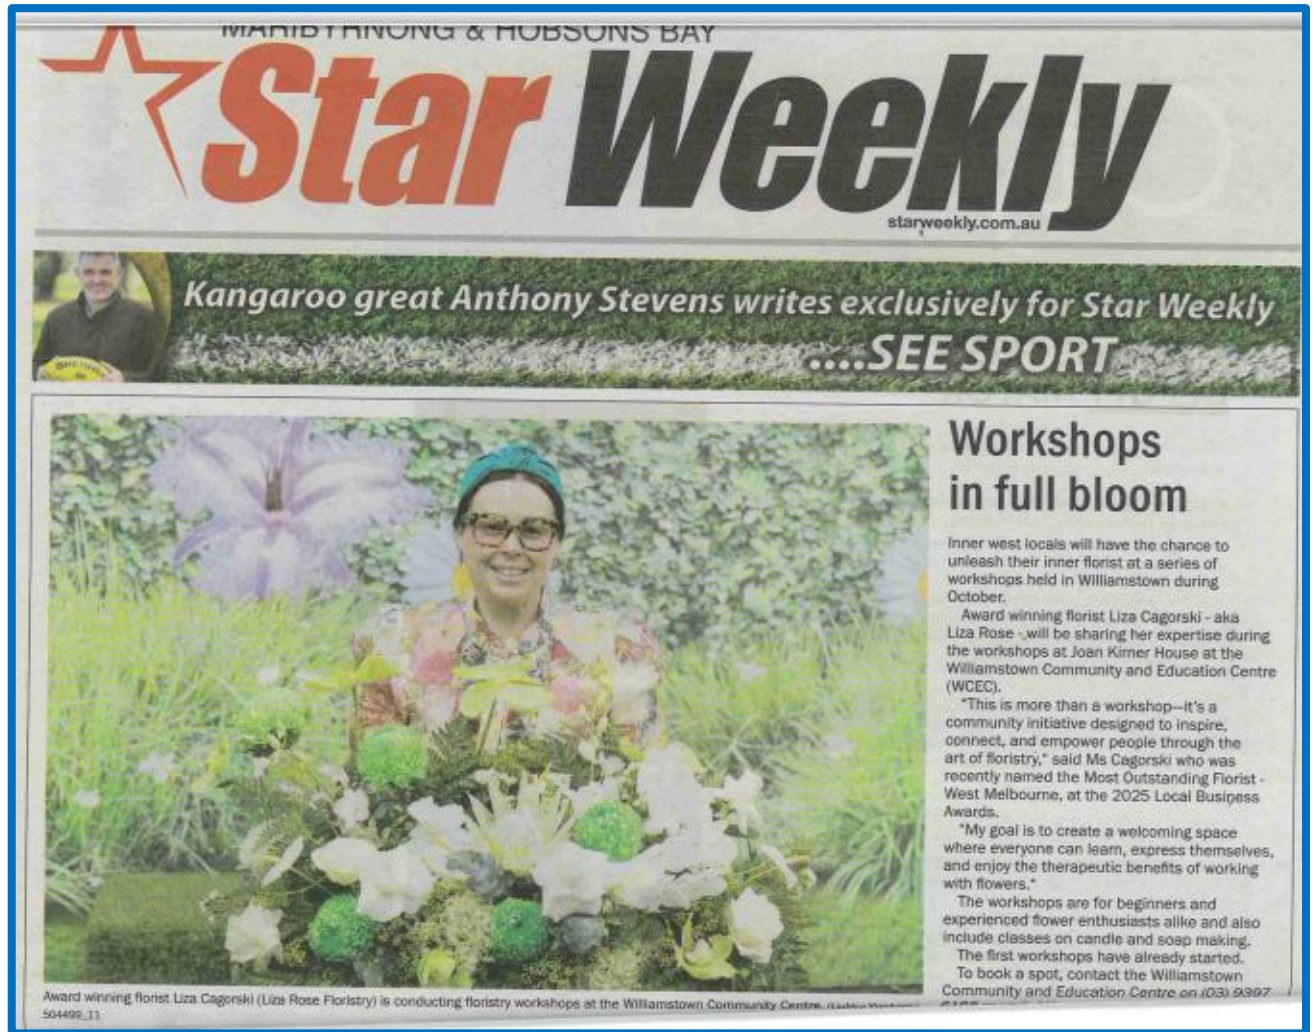 MARIBYRNONG & HOBSONS BAY
Star Weekly
starweekly.com.au
Kangaroo great Anthony Stevens writes exclusively for Star Weekly
....SEE SPORT
Workshops
in full bloom
Inner west locals will have the chance to
unleash their inner florist at a series of
workshops held in Williamstown during
October.
Award winning florist Liza Cagorski - aka
Liza Rose - will be sharing her expertise during
the workshops at Joan Kirner House at the
Williamstown Community and Education Centre
(WCEC).
"This is more than a workshop—it's a
community initiative designed to inspire,
connect, and empower people through the
art of floristry," said Ms Cagorski who was
recently named the Most Outstanding Florist -
West Melbourne, at the 2025 Local Business
Awards.
"My goal is to create a welcoming space
where everyone can learn, express themselves,
and enjoy the therapeutic benefits of working
with flowers."
The workshops are for beginners and
experienced flower enthusiasts alike and also
include classes on candle and soap making.
The first workshops have already started.
To book a spot, contact the Williamstown
Community and Education Centre on (03) 9397
Award winning florist Liza Cagorski (Liza Rose Floristry) is conducting floristry workshops at the Williamstown Community Centre.
504499_11